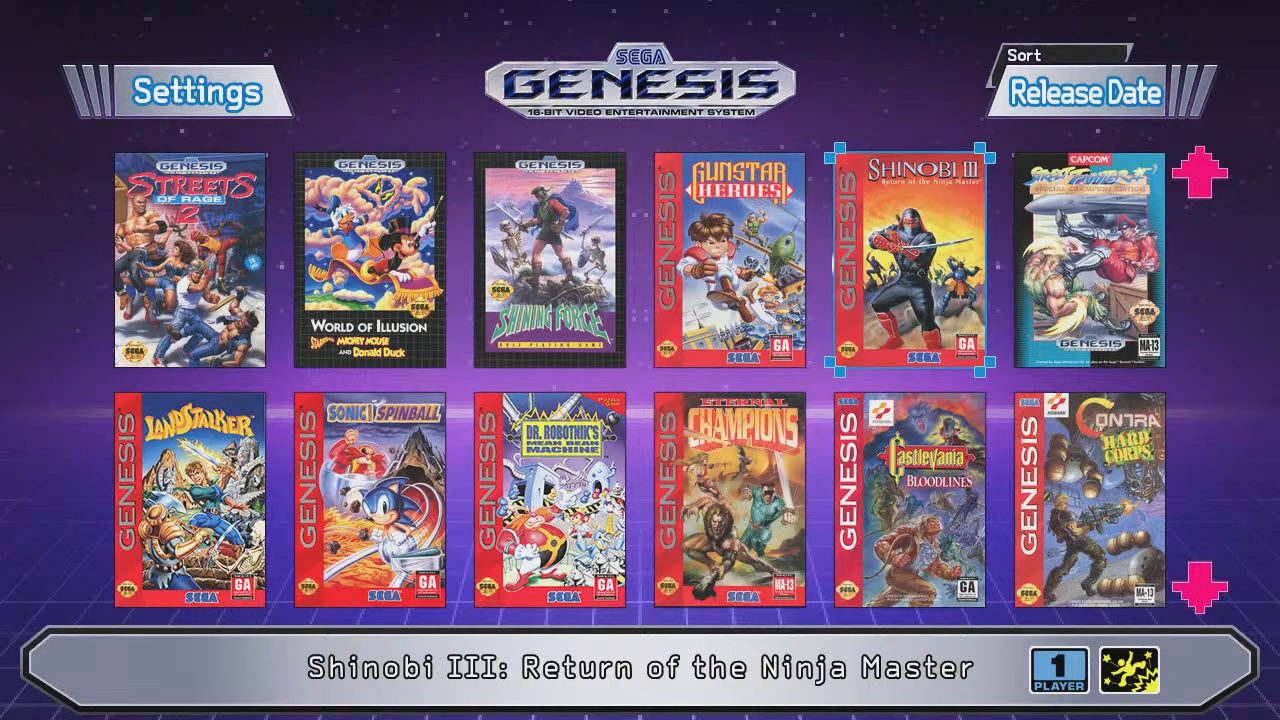 Settings
SEGA
GENESIS
16-BIT VIDEO ENTERTAINMENT SYSTEM
Sort
Release Date
GENESIS
STREETS
OF RAGE
2
SEGA
GENESIS
WORLD OF ILLUSION
STARRING MICKEY MOUSE
AND Donald Duck
SEGA
GENESIS
SEGA
SHINING FORCE
ROLE PLAYING GAME
GENESIS
GUNSTAR
HEROES
GA
SEGA
GENESIS
SHINOBI III
Return of the Ninja Master
GA
SEGA
CAPCOM
STREET FIGHTER II'
SPECIAL CHAMPION EDITION
SEGA
GENESIS
MA-13
GENESIS
LANDSTALKER
GA
SEGA
GENESIS
SONIC SPINBALL
GA
SEGA
GENESIS
DR. ROBOTNIK'S
MEAN BEAN
MACHINE
GA
SEGA
GENESIS
ETERNAL
CHAMPIONS
MA-13
SEGA
SEGA
GENESIS
KONAMI
Castlevania
BLOODLINES
GA
SEGA
GENESIS
KONAMI
CONTRA
HARD
CORPS
MA-13
Shinobi III: Return of the Ninja Master
1
PLAYER